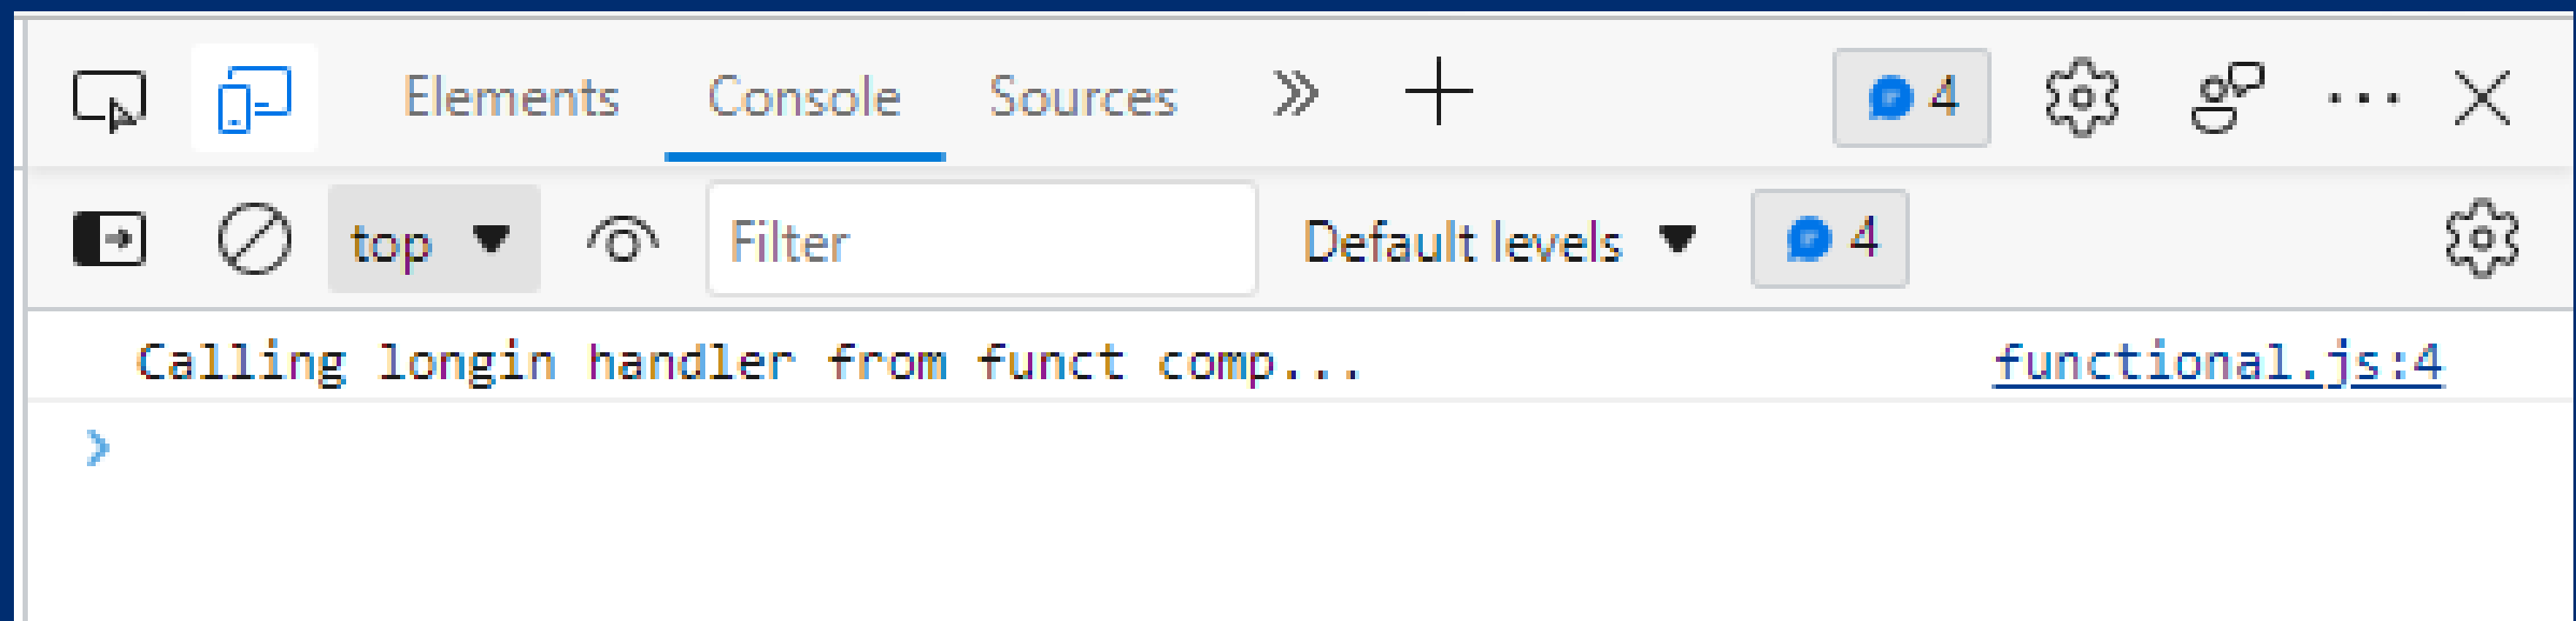 Elements Console Sources 4
top Filter Default levels 4
Calling longin handler from funct comp... functional.js:4